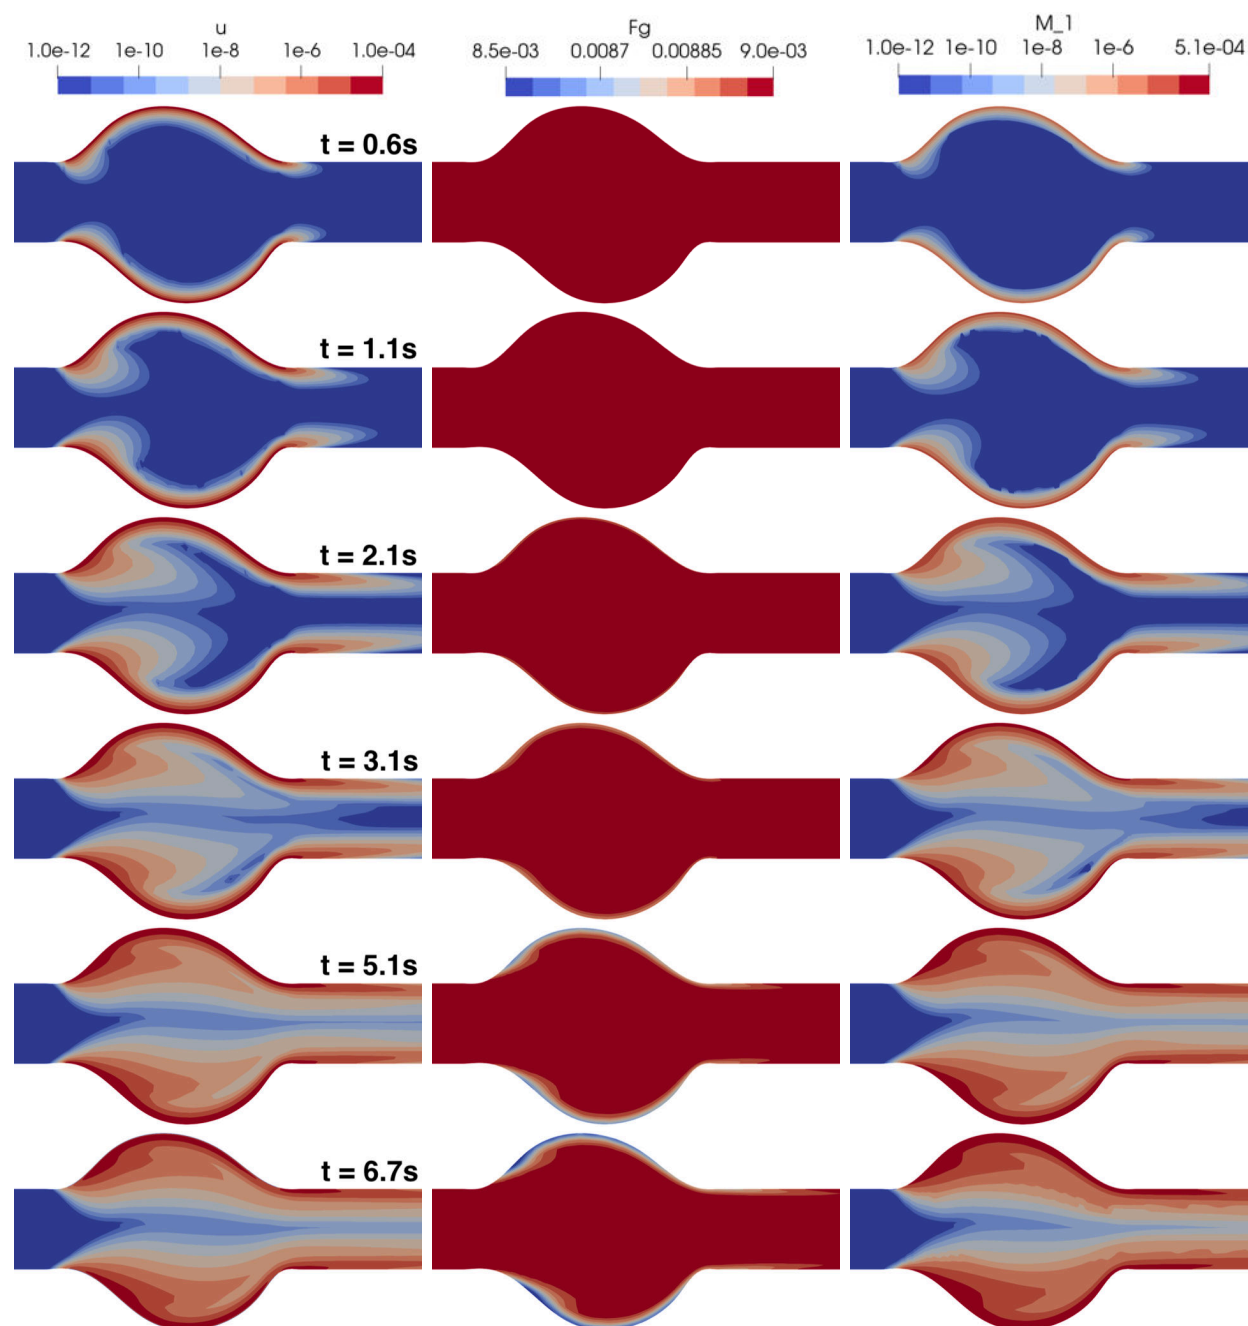 u
1.0e-12 1e-10 1e-8 1e-6 1.0e-04
Fg
8.5e-03 0.0087 0.00885 9.0e-03
M_1
1.0e-12 1e-10 1e-8 1e-6 5.1e-04
t = 0.6s
t = 1.1s
t = 2.1s
t = 3.1s
t = 5.1s
t = 6.7s